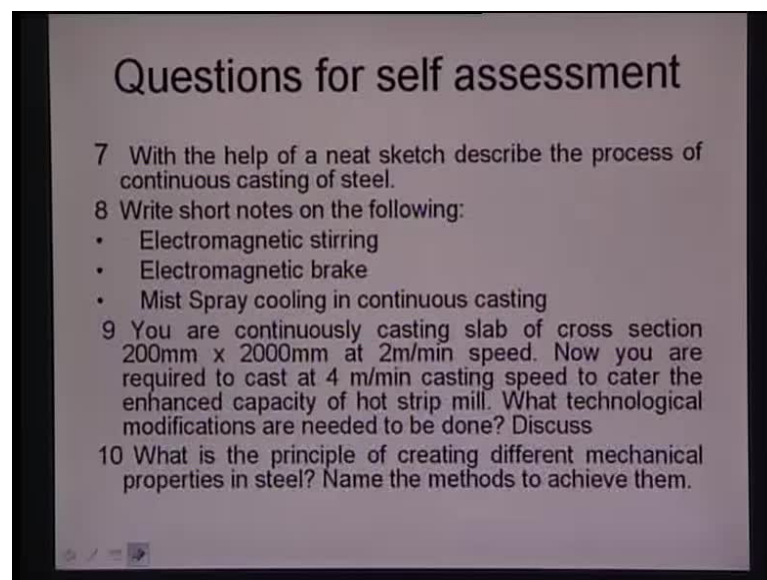 Questions for self assessment
7 With the help of a neat sketch describe the process of
continuous casting of steel.
8 Write short notes on the following:
• Electromagnetic stirring
• Electromagnetic brake
• Mist Spray cooling in continuous casting
9 You are continuously casting slab of cross section
200mm x 2000mm at 2m/min speed. Now you are
required to cast at 4 m/min casting speed to cater the
enhanced capacity of hot strip mill. What technological
modifications are needed to be done? Discuss
10 What is the principle of creating different mechanical
properties in steel? Name the methods to achieve them.